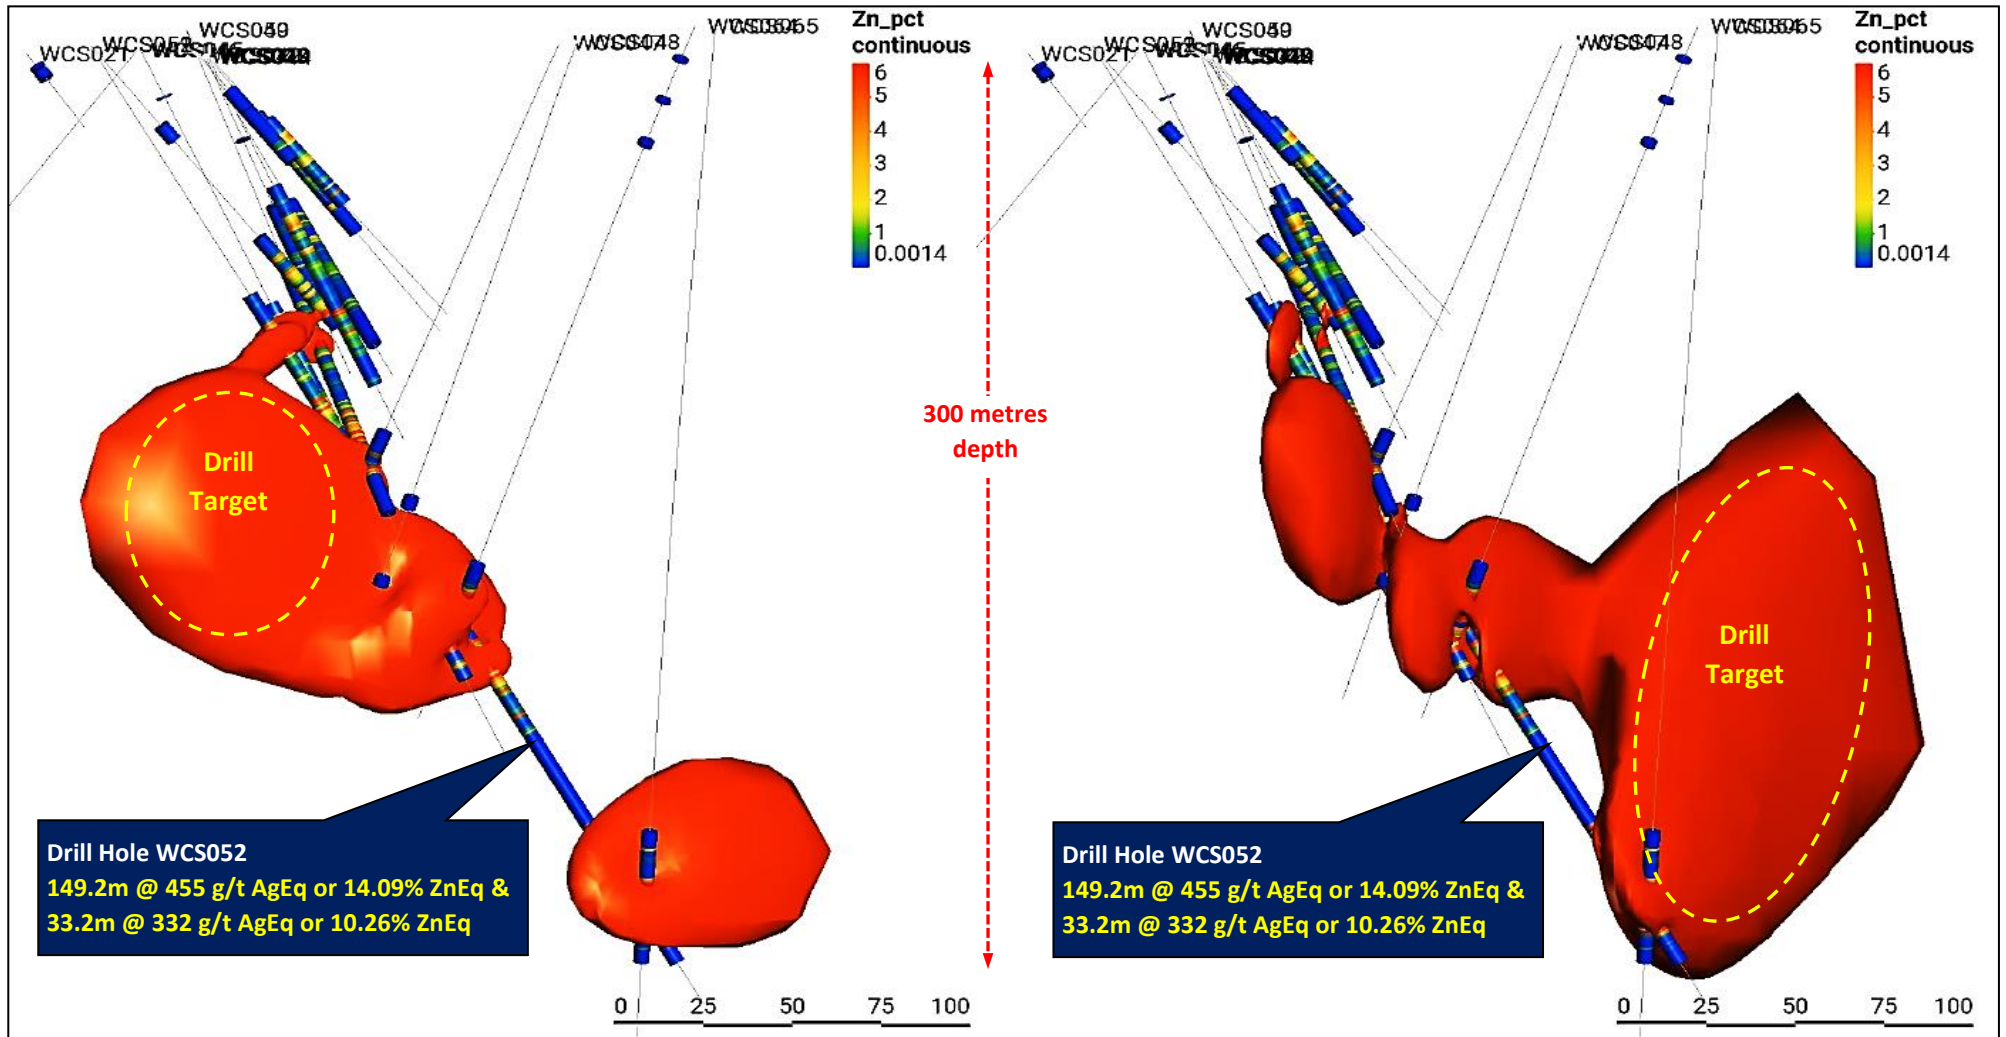 WCS021
WCS048
Zn_pct
continuous
6
5
4
3
2
1
0.0014
Drill
Target
Drill Hole WCS052
149.2m @ 455 g/t AgEq or 14.09% ZnEq &
33.2m @ 332 g/t AgEq or 10.26% ZnEq
0
25
50
75
100
300 metres
depth
WCS021
WCS048
Zn_pct
continuous
6
5
4
3
2
1
0.0014
Drill
Target
Drill Hole WCS052
149.2m @ 455 g/t AgEq or 14.09% ZnEq &
33.2m @ 332 g/t AgEq or 10.26% ZnEq
0
25
50
75
100